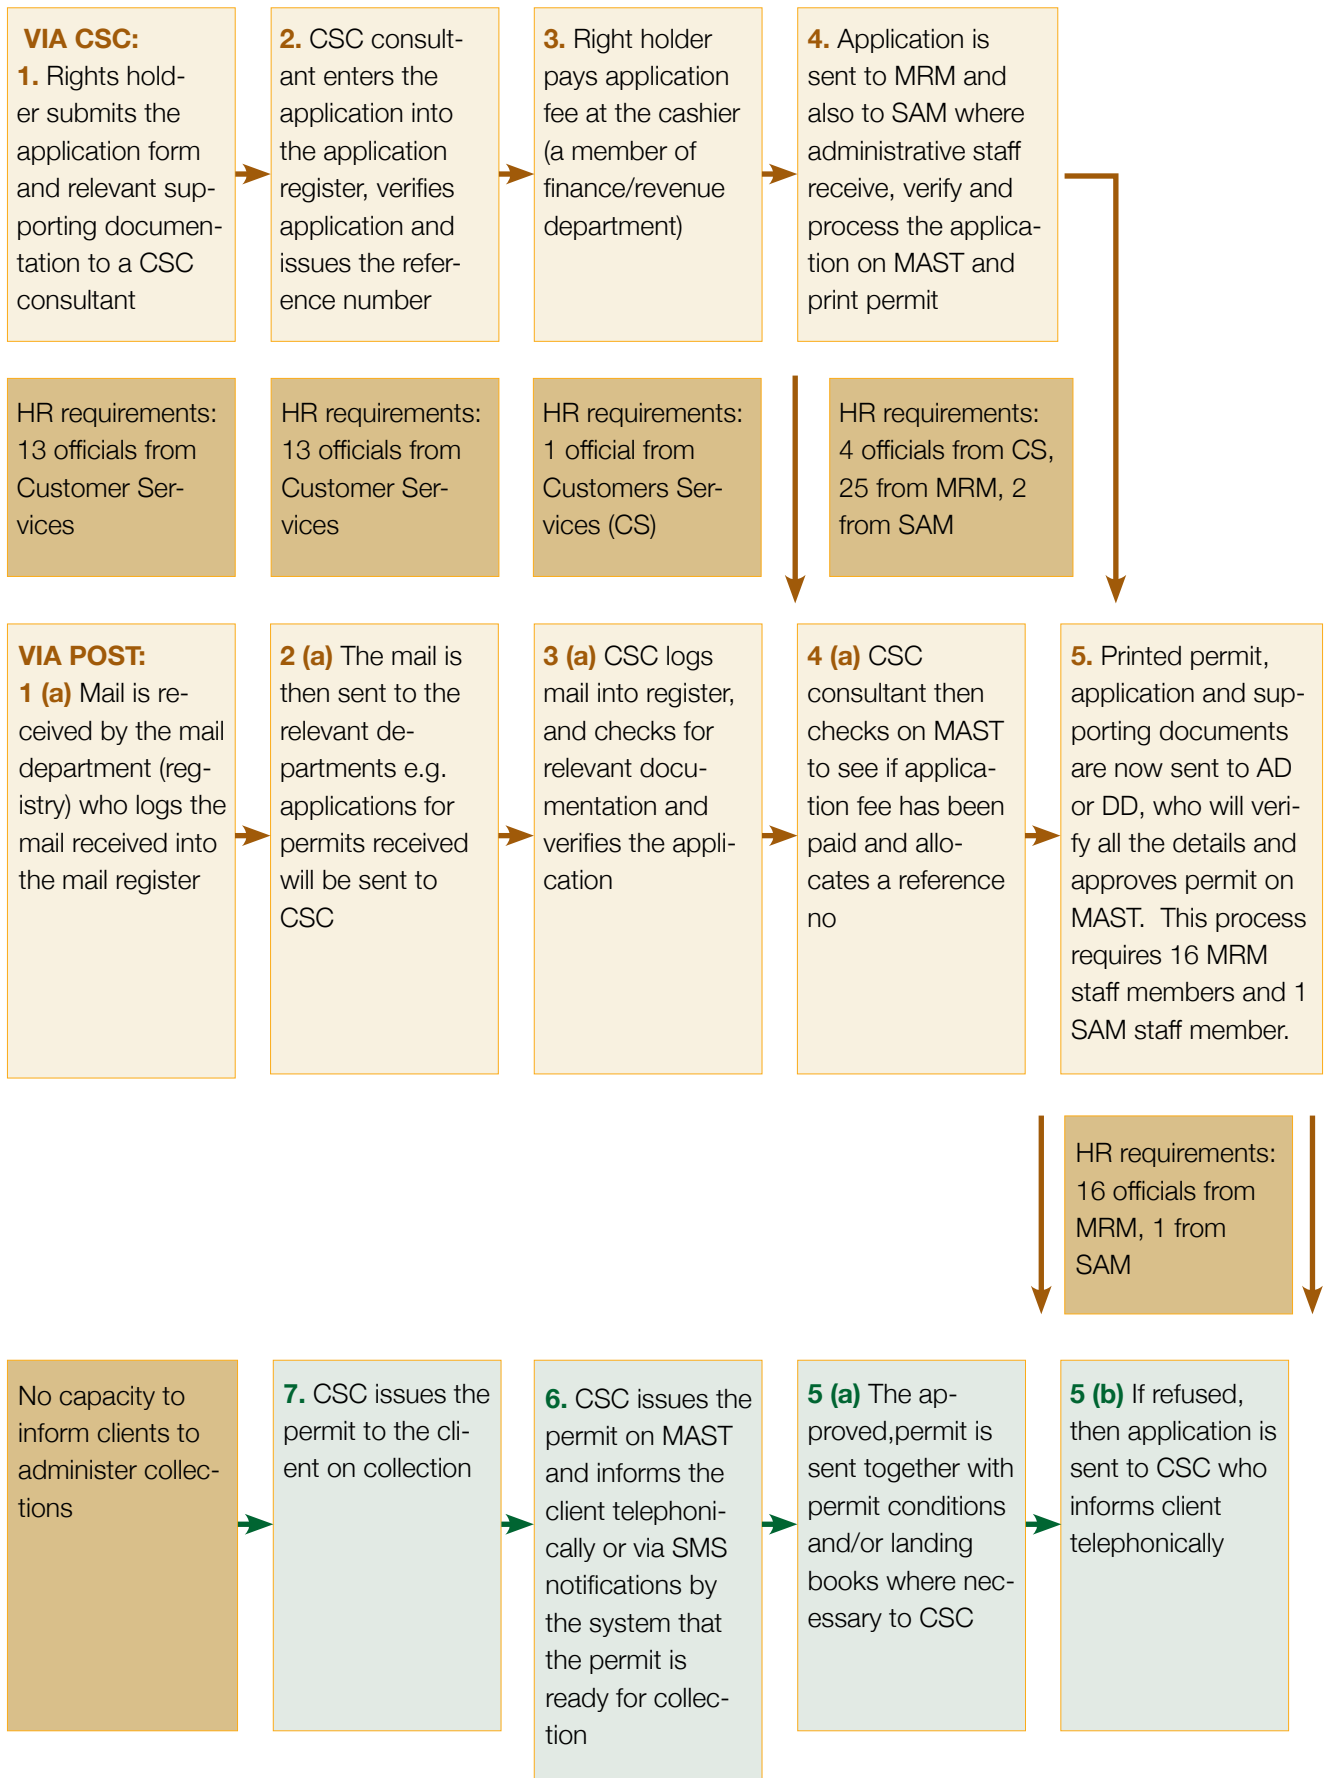 VIA CSC:
1. Rights hold-
er submits the
application form
and relevant sup-
porting documen-
tation to a CSC
consultant
2. CSC consult-
ant enters the
application into
the application
register, verifies
application and
issues the refer-
ence number
3. Right holder
pays application
fee at the cashier
(a member of
finance/revenue
department)
4. Application is
sent to MRM and
also to SAM where
administrative staff
receive, verify and
process the applica-
tion on MAST and
print permit
HR requirements:
13 officials from
Customer Ser-
vices
HR requirements:
13 officials from
Customer Ser-
vices
HR requirements:
1 official from
Customers Ser-
vices (CS)
HR requirements:
4 officials from CS,
25 from MRM, 2
from SAM
VIA POST:
1 (a) Mail is re-
ceived by the mail
department (reg-
istry) who logs the
mail received into
the mail register
2 (a) The mail is
then sent to the
relevant de-
partments e.g.
applications for
permits received
will be sent to
CSC
3 (a) CSC logs
mail into register,
and checks for
relevant docu-
mentation and
verifies the appli-
cation
4 (a) CSC
consultant then
checks on MAST
to see if applica-
tion fee has been
paid and allo-
cates a reference
no
5. Printed permit,
application and sup-
porting documents
are now sent to AD
or DD, who will veri-
fy all the details and
approves permit on
MAST.  This process
requires 16 MRM
staff members and 1
SAM staff member.
HR requirements:
16 officials from
MRM, 1 from
SAM
No capacity to
inform clients to
administer collec-
tions
7. CSC issues the
permit to the cli-
ent on collection
6. CSC issues the
permit on MAST
and informs the
client telephoni-
cally or via SMS
notifications by
the system that
the permit is
ready for collec-
tion
5 (a) The ap-
proved,permit is
sent together with
permit conditions
and/or landing
books where nec-
essary to CSC
5 (b) If refused,
then application is
sent to CSC who
informs client
telephonically